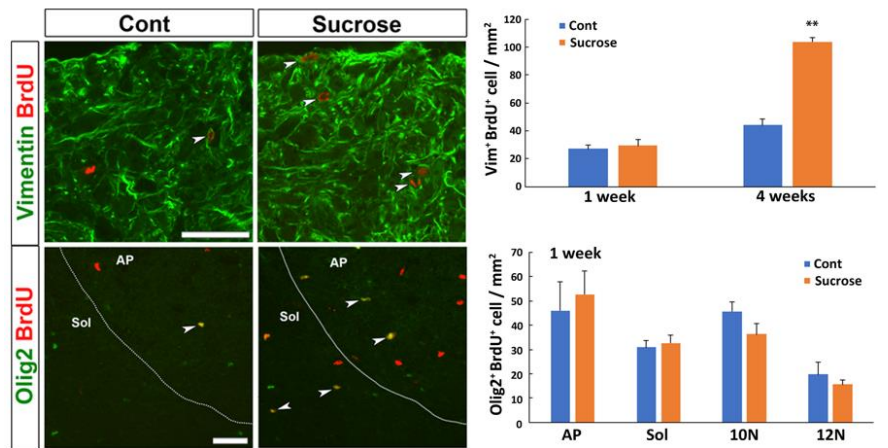 Cont
Sucrose
Vimentin BrdU
Olig2 BrdU
AP
Sol
AP
Sol
Vim+ BrdU+ cell / mm²
120
100
80
60
40
20
0
Cont
Sucrose
**
1 week
4 weeks
Olig2+ BrdU+ cell / mm²
70
60
50
40
30
20
10
0
1 week
Cont
Sucrose
AP
Sol
10N
12N